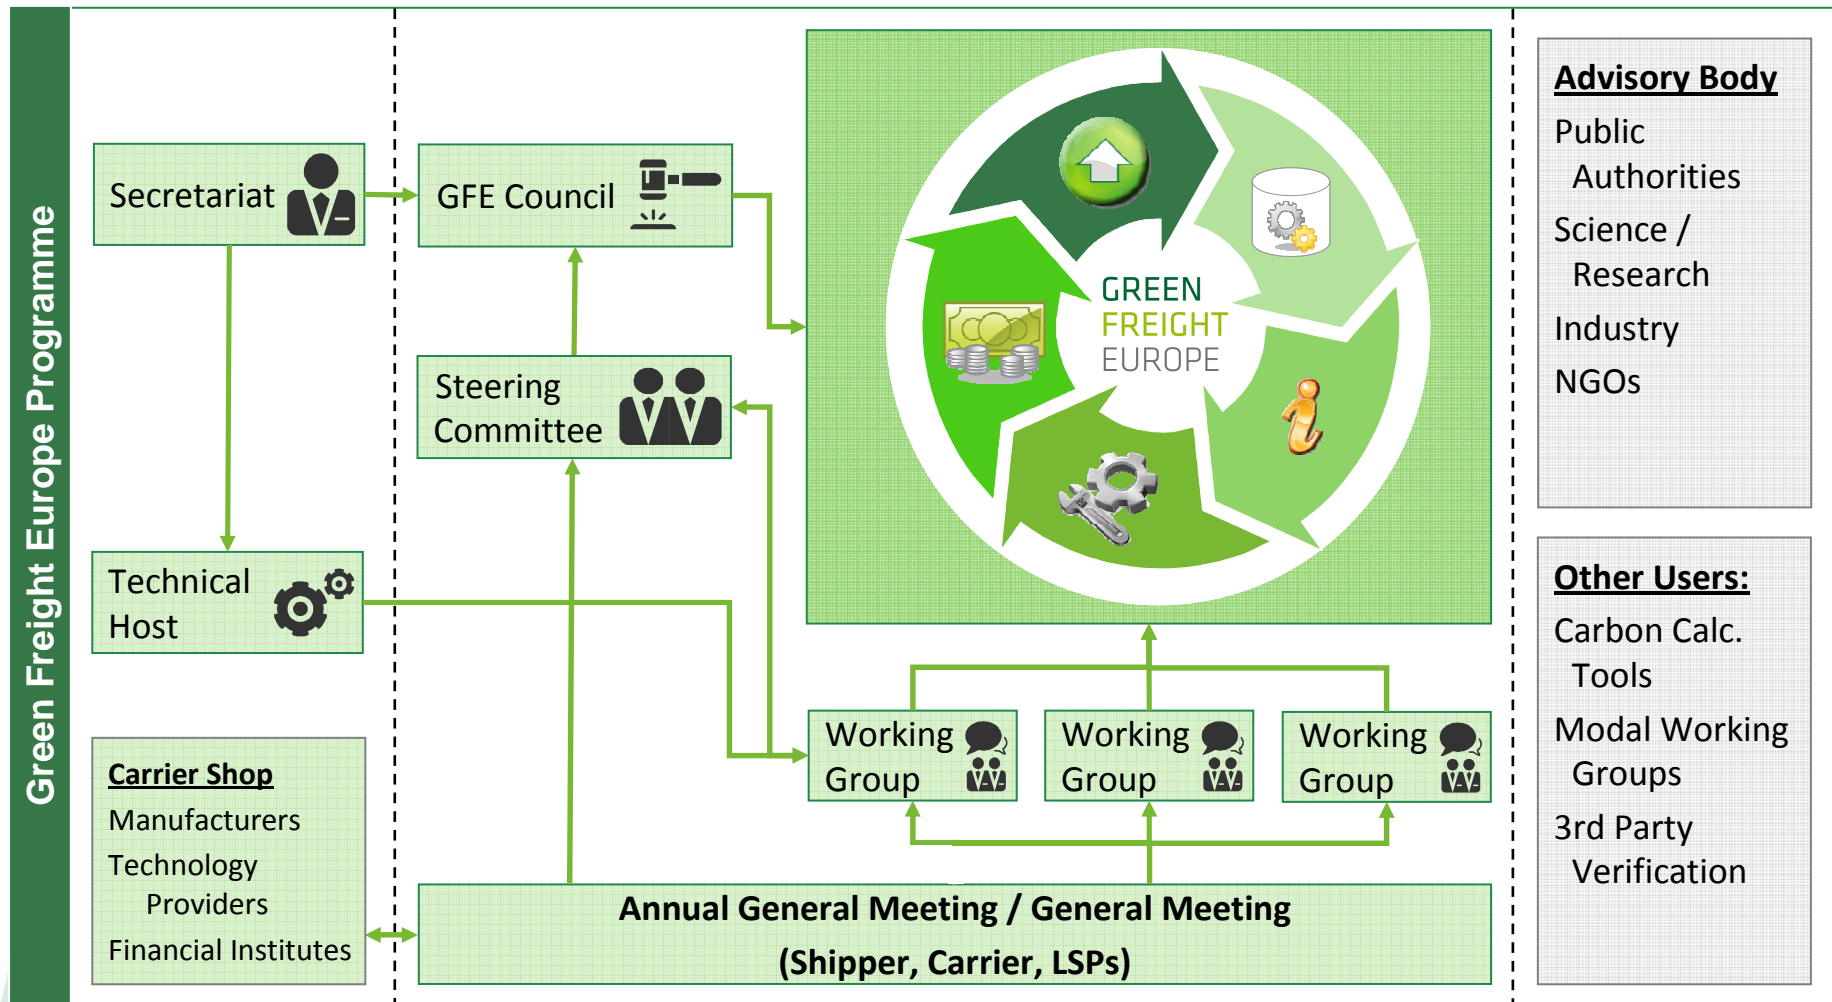 Green Freight Europe Programme
Secretariat
Technical
Host
Carrier Shop
Manufacturers
Technology
Providers
Financial Institutes
GFE Council
Steering
Committee
GREEN
FREIGHT
EUROPE
Working
Group
Working
Group
Working
Group
Annual General Meeting / General Meeting
(Shipper, Carrier, LSPs)
Advisory Body
Public
Authorities
Science /
Research
Industry
NGOs
Other Users:
Carbon Calc.
Tools
Modal Working
Groups
3rd Party
Verification